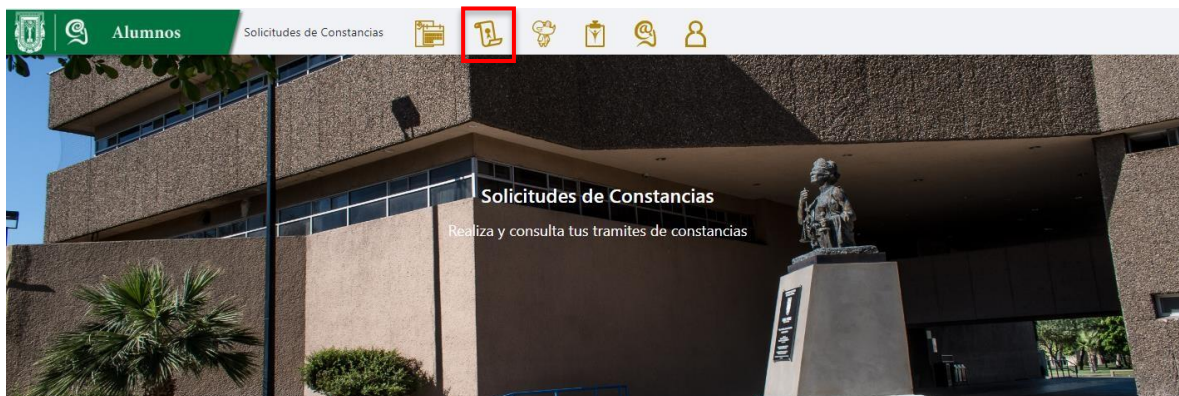 Alumnos
Solicitudes de Constancias
Solicitudes de Constancias
Realiza y consulta tus tramites de constancias